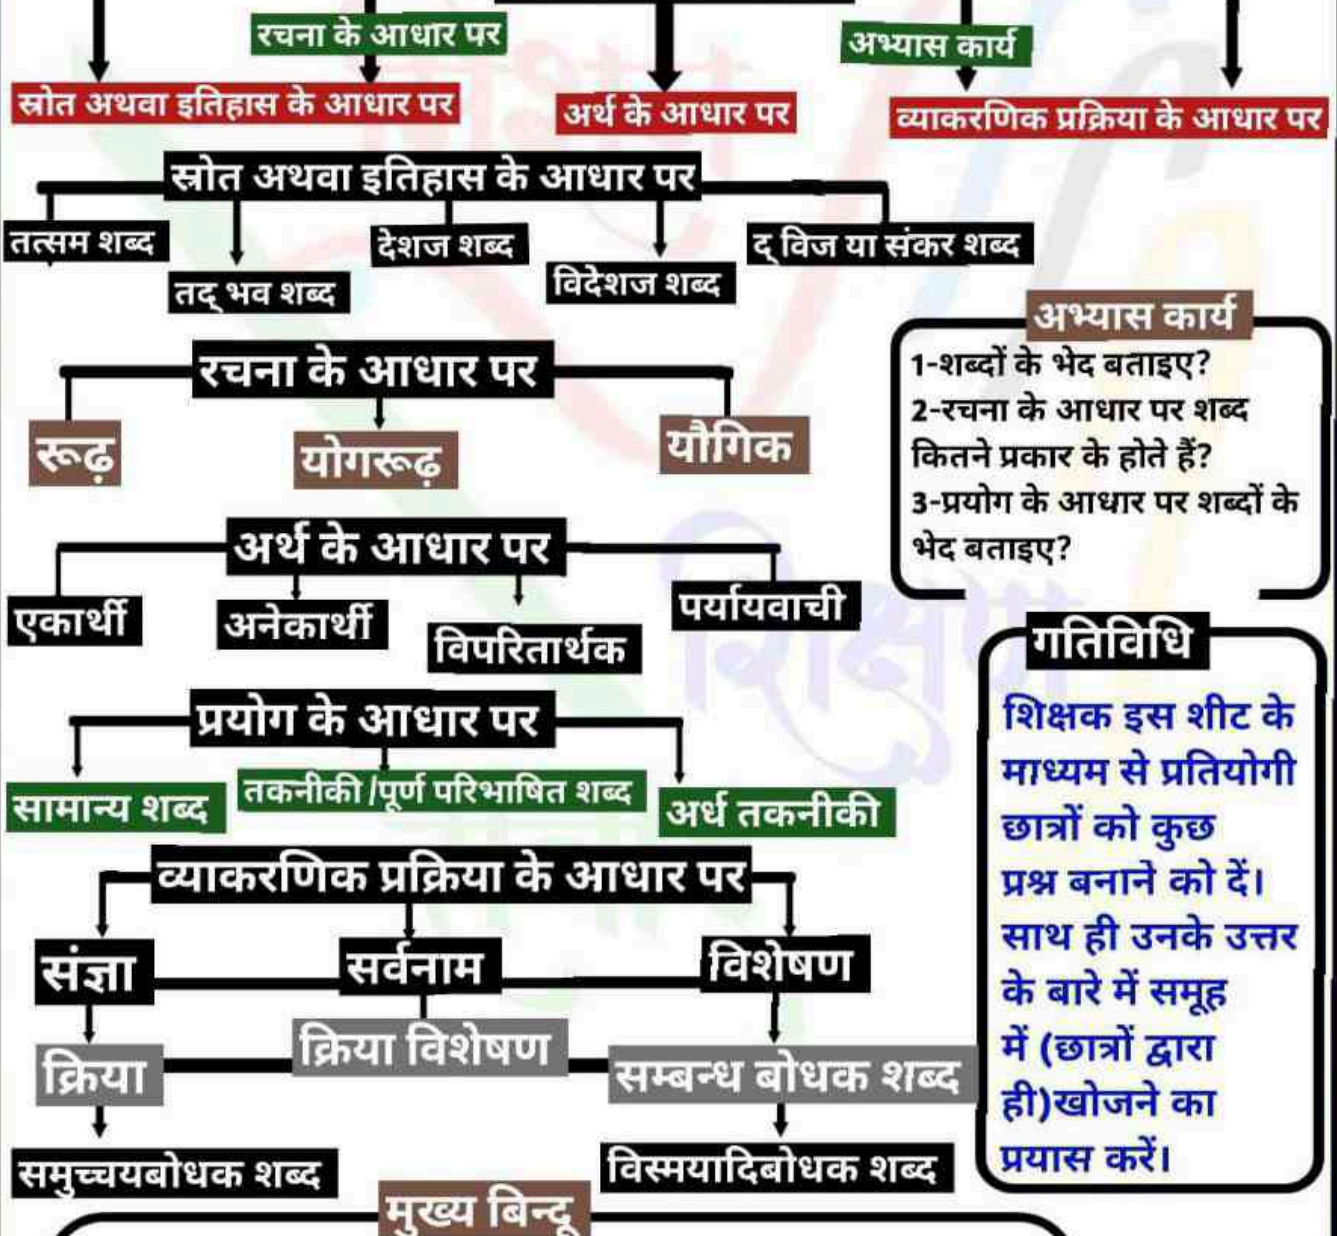 रचना के आधार पर
अभ्यास कार्य
स्रोत अथवा इतिहास के आधार पर
अर्थ के आधार पर
व्याकरणिक प्रक्रिया के आधार पर
स्रोत अथवा इतिहास के आधार पर
तत्सम शब्द
तद् भव शब्द
देशज शब्द
विदेशज शब्द
द् विज या संकर शब्द
रचना के आधार पर
रूढ़
योगरूढ़
यौगिक
अभ्यास कार्य
1-शब्दों के भेद बताइए?
2-रचना के आधार पर शब्द
कितने प्रकार के होते हैं?
3-प्रयोग के आधार पर शब्दों के
भेद बताइए?
अर्थ के आधार पर
एकार्थी
अनेकार्थी
विपरितार्थक
पर्यायवाची
प्रयोग के आधार पर
सामान्य शब्द
तकनीकी/पूर्ण परिभाषित शब्द
अर्ध तकनीकी
गतिविधि
शिक्षक इस शीट के
माध्यम से प्रतियोगी
छात्रों को कुछ
प्रश्न बनाने को दें।
साथ ही उनके उत्तर
के बारे में समूह
में (छात्रों द्वारा
ही)खोजने का
प्रयास करें।
व्याकरणिक प्रक्रिया के आधार पर
संज्ञा
सर्वनाम
विशेषण
क्रिया
क्रिया विशेषण
सम्बन्ध बोधक शब्द
समुच्चयबोधक शब्द
विस्मयादिबोधक शब्द
मुख्य बिन्दू
शिक्षण